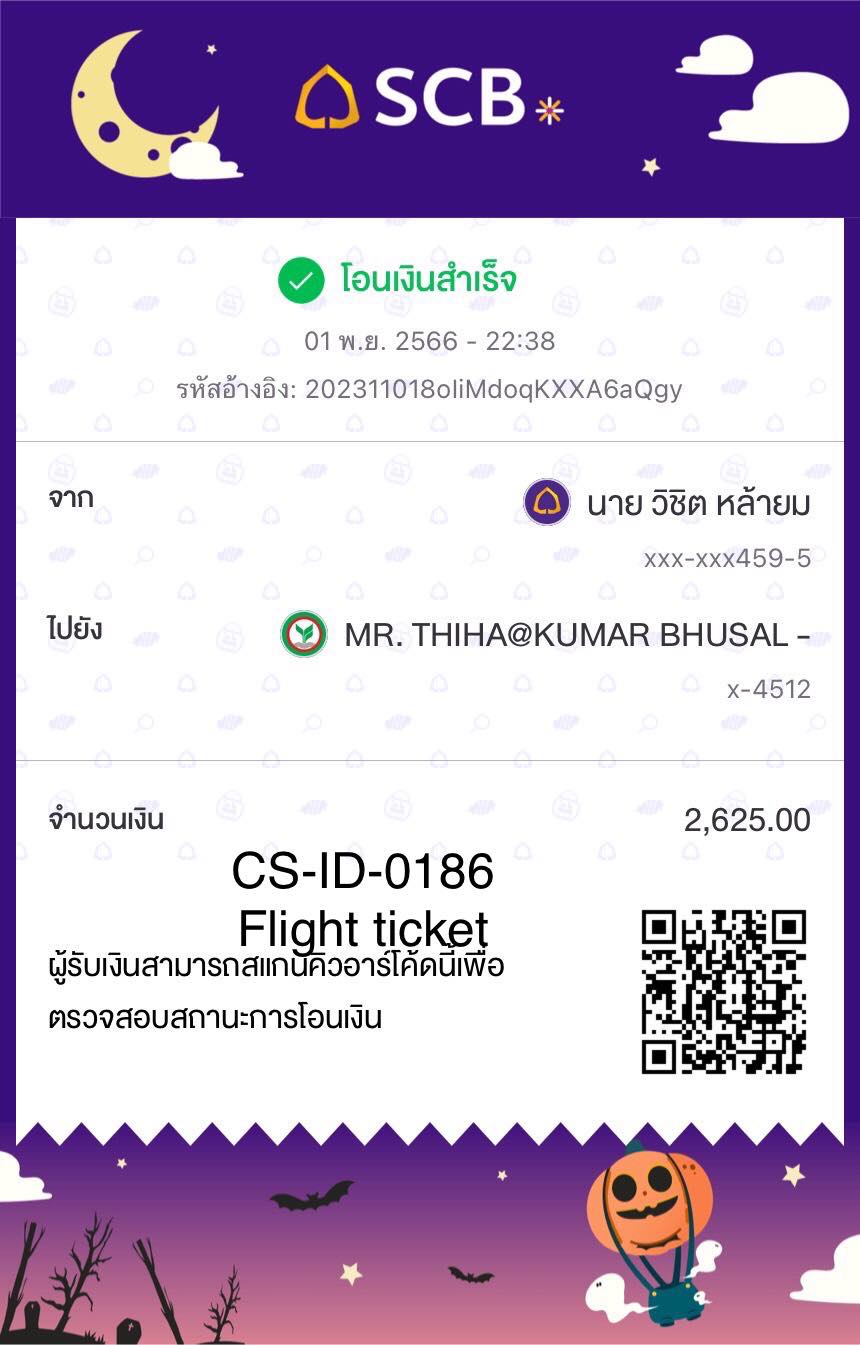 SCB
โอนเงินสำเร็จ
01 พ.ย. 2566 - 22:38
รหัสอ้างอิง: 202311018oIiMdoqKXXA6aQgy
จาก
นาย วิชิต หล้ายม
xxx-xxx459-5
ไปยัง
MR. THIHA@KUMAR BHUSAL -
x-4512
จำนวนเงิน
2,625.00
CS-ID-0186
Flight ticket
ผู้รับเงินสามารถสแกนคิวอาร์โค้ดนี้เพื่อ
ตรวจสอบสถานะการโอนเงิน